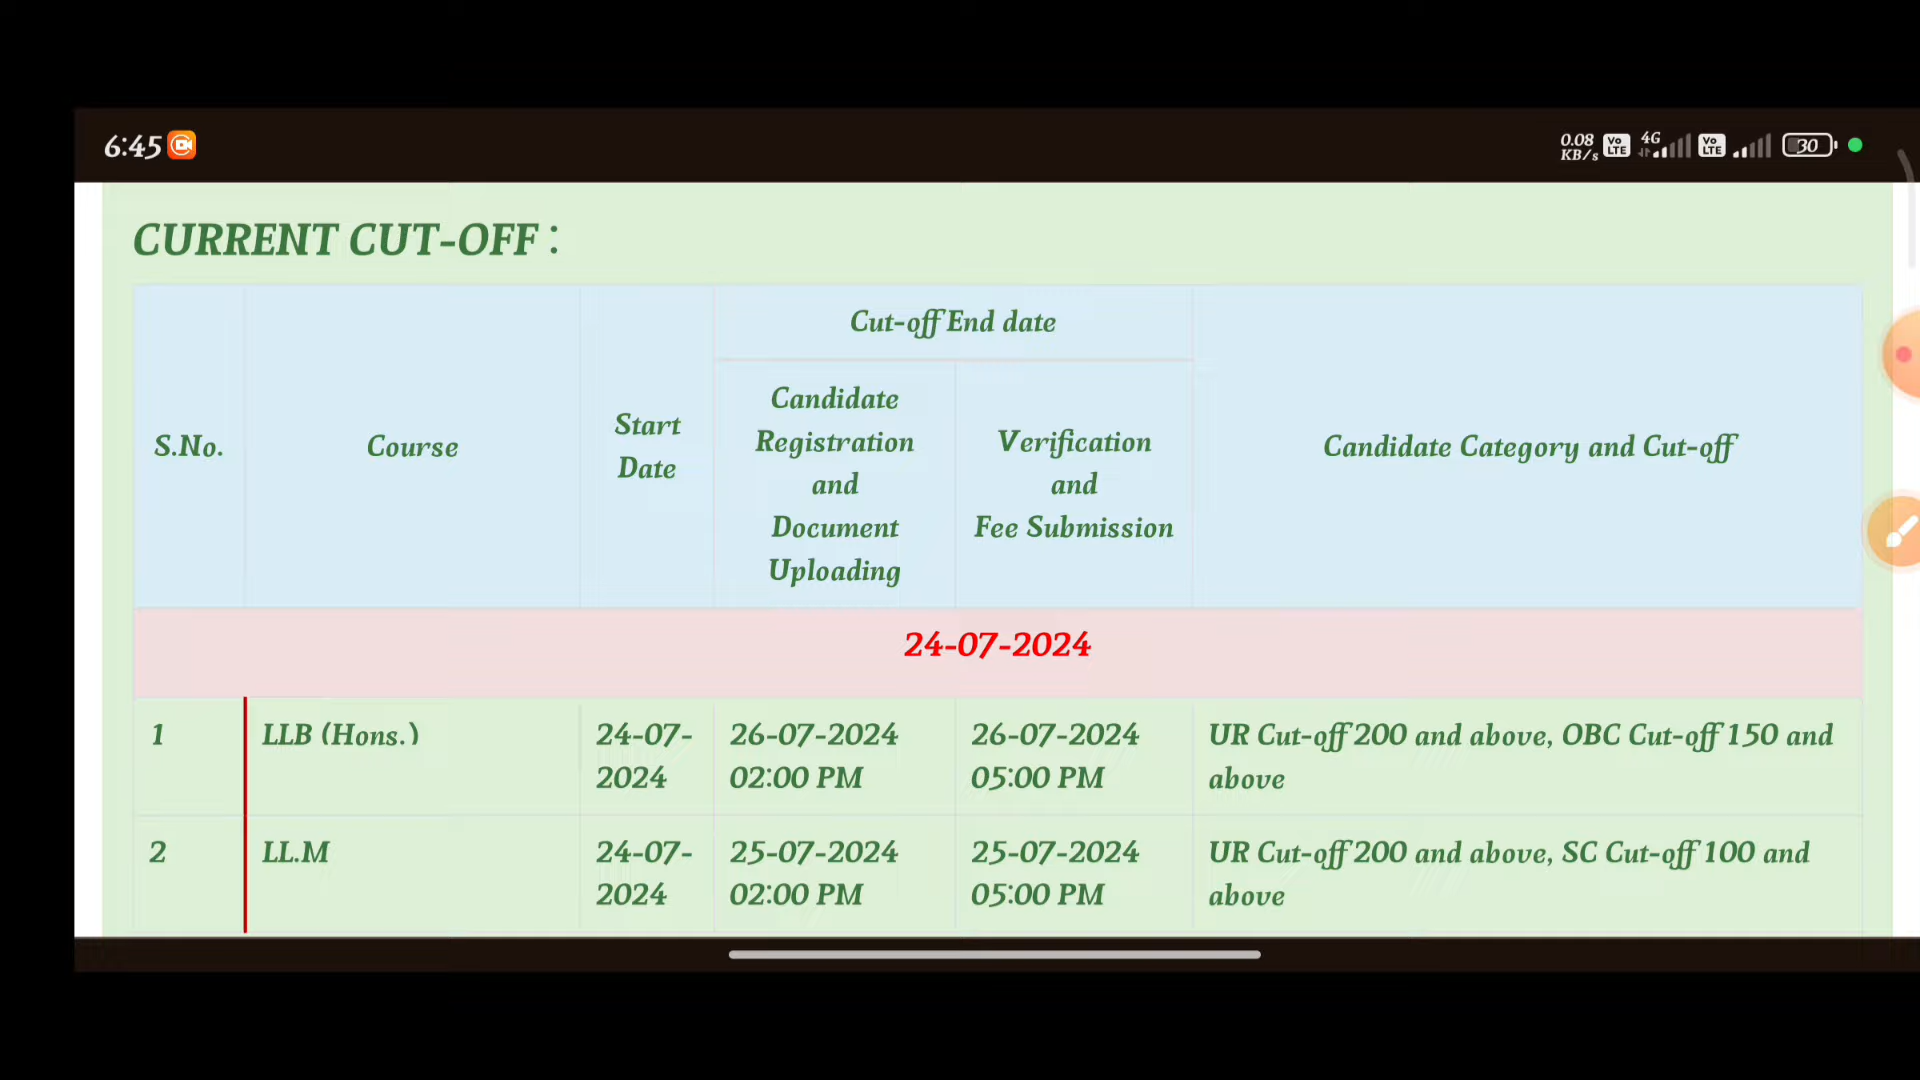 6:45
0.08 KB/s Vo LTE 4G Vo LTE 30
CURRENT CUT-OFF :
S.No.
Course
Start
Date
Cut-off End date
Candidate
Registration
and
Document
Uploading
Verification
and
Fee Submission
Candidate Category and Cut-off
24-07-2024
1
LLB (Hons.)
24-07-
2024
26-07-2024
02:00 PM
26-07-2024
05:00 PM
UR Cut-off 200 and above, OBC Cut-off 150 and
above
2
LL.M
24-07-
2024
25-07-2024
02:00 PM
25-07-2024
05:00 PM
UR Cut-off 200 and above, SC Cut-off 100 and
above